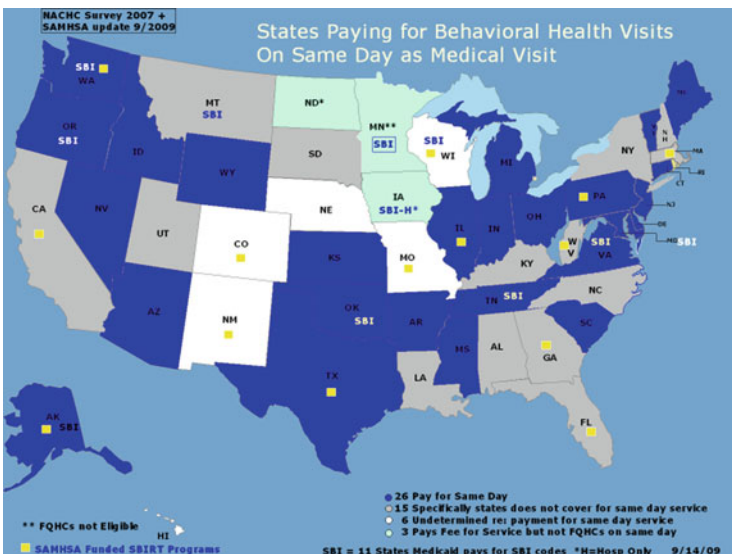 NACHC Survey 2007 +
SAMHSA update 9/2009
States Paying for Behavioral Health Visits
On Same Day as Medical Visit
SBI
WA
MT
SBI
ND*
MN**
SBI
SBI
WI
OR
SBI
ID
SD
WY
MI
NY
N
H
MA
RI
CT
PA
NJ
IA
SBI-H*
NE
NV
UT
CA
CO
IL
IN
OH
W
V
SBI
VA
DE
MD SBI
KS
MO
KY
NC
TN SBI
AZ
NM
OK
SBI
AR
SC
MS
AL
GA
TX
LA
FL
AK
SBI
HI
** FQHCs not Eligible
SAMHSA Funded SBIRT Programs
26 Pay for Same Day
15 Specifically states does not cover for same day service
6 Undetermined re: payment for same day service
3 Pays Fee for Service but not FQHCs on same day
SBI = 11 States Medicaid pays for SBI codes *H=Hosp Only 9/14/09